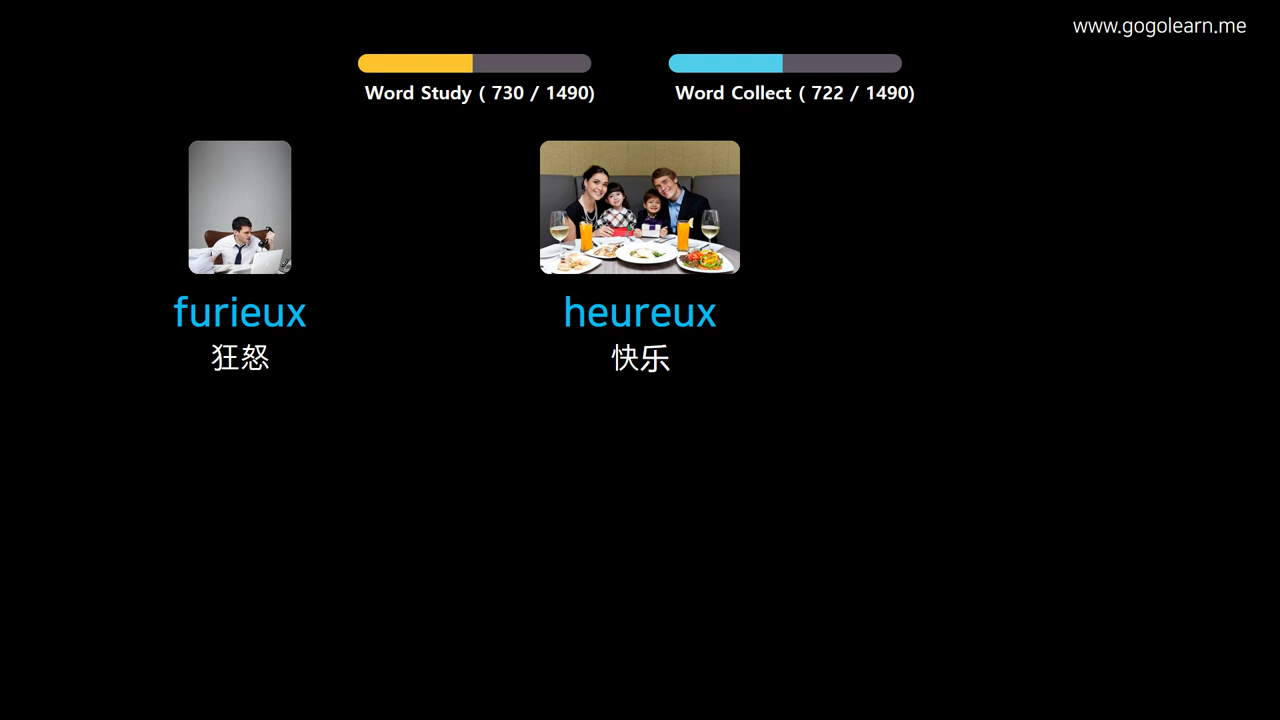 www.gogolearn.me
Word Study ( 730 / 1490)
Word Collect ( 722 / 1490)
furieux
狂怒
heureux
快乐